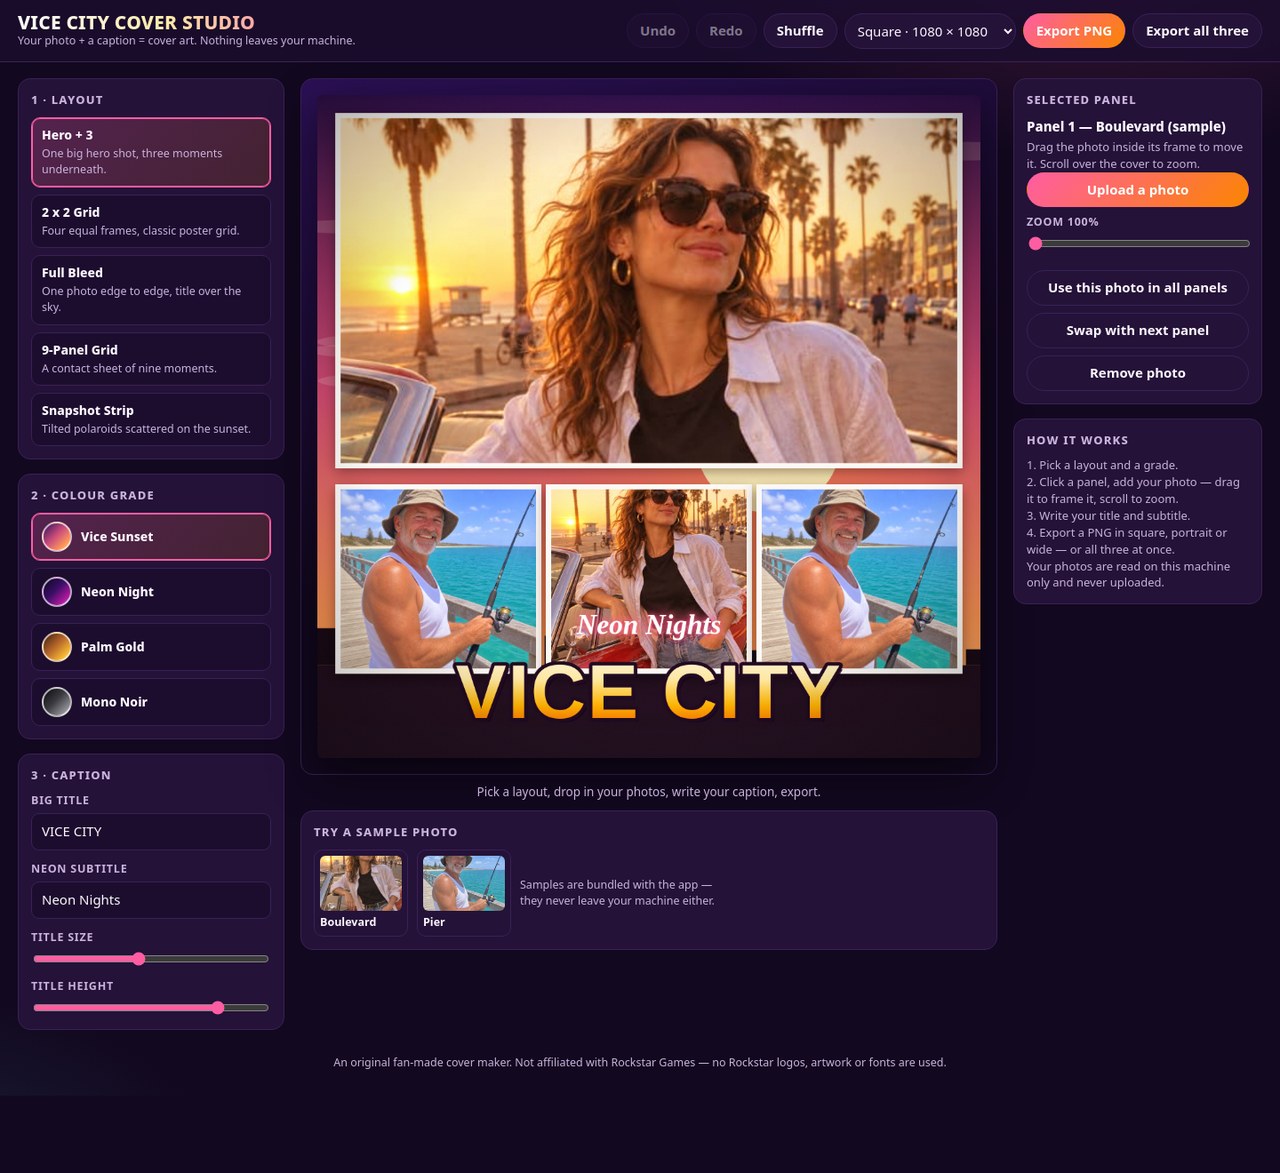 VICE CITY COVER STUDIO
Your photo + a caption = cover art. Nothing leaves your machine.
Undo
Redo
Shuffle
Square · 1080 × 1080
Export PNG
Export all three
1 · LAYOUT
Hero + 3
One big hero shot, three moments
underneath.
2 x 2 Grid
Four equal frames, classic poster grid.
Full Bleed
One photo edge to edge, title over the
sky.
9-Panel Grid
A contact sheet of nine moments.
Snapshot Strip
Tilted polaroids scattered on the sunset.
2 · COLOUR GRADE
Vice Sunset
Neon Night
Palm Gold
Mono Noir
3 · CAPTION
BIG TITLE
VICE CITY
NEON SUBTITLE
Neon Nights
TITLE SIZE
TITLE HEIGHT
Neon Nights
VICE CITY
Pick a layout, drop in your photos, write your caption, export.
TRY A SAMPLE PHOTO
Boulevard
Pier
Samples are bundled with the app —
they never leave your machine either.
SELECTED PANEL
Panel 1 — Boulevard (sample)
Drag the photo inside its frame to move
it. Scroll over the cover to zoom.
Upload a photo
ZOOM 100%
Use this photo in all panels
Swap with next panel
Remove photo
HOW IT WORKS
1. Pick a layout and a grade.
2. Click a panel, add your photo — drag
it to frame it, scroll to zoom.
3. Write your title and subtitle.
4. Export a PNG in square, portrait or
wide — or all three at once.
Your photos are read on this machine
only and never uploaded.
An original fan-made cover maker. Not affiliated with Rockstar Games — no Rockstar logos, artwork or fonts are used.